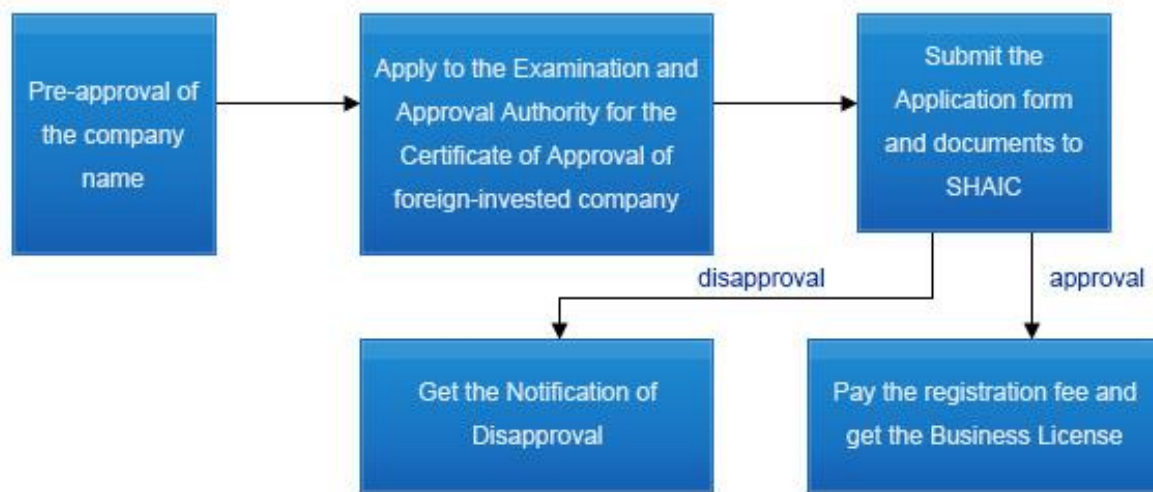 Pre-approval of
the company
name
Apply to the Examination and
Approval Authority for the
Certificate of Approval of
foreign-invested company
Submit the
Application form
and documents to
SHAIC
disapproval
approval
Get the Notification of
Disapproval
Pay the registration fee and
get the Business License